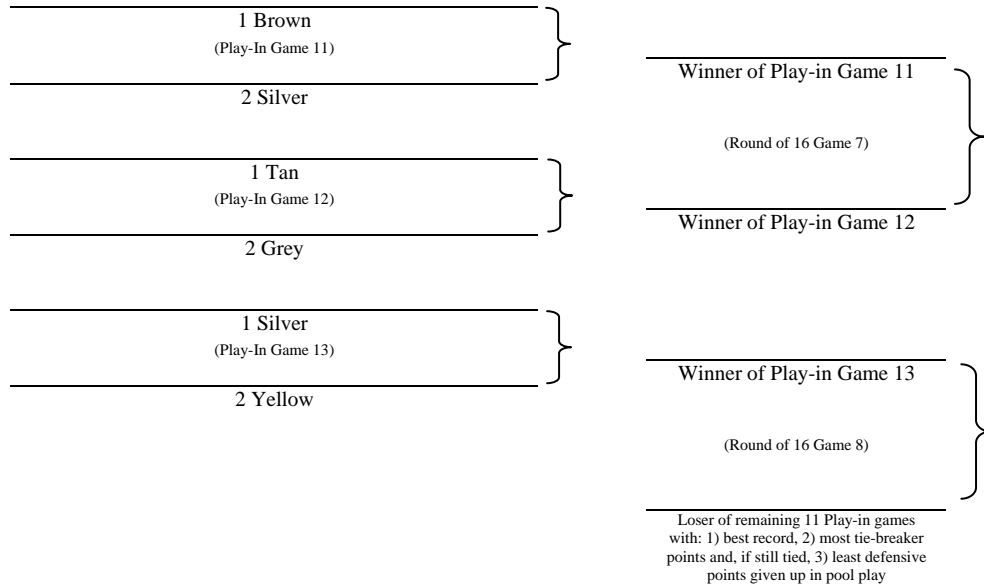 1 Brown
(Play-In Game 11)
2 Silver
1 Tan
(Play-In Game 12)
2 Grey
1 Silver
(Play-In Game 13)
2 Yellow
Winner of Play-in Game 11
(Round of 16 Game 7)
Winner of Play-in Game 12
Winner of Play-in Game 13
(Round of 16 Game 8)
Loser of remaining 11 Play-in games
with: 1) best record, 2) most tie-breaker
points and, if still tied, 3) least defensive
points given up in pool play